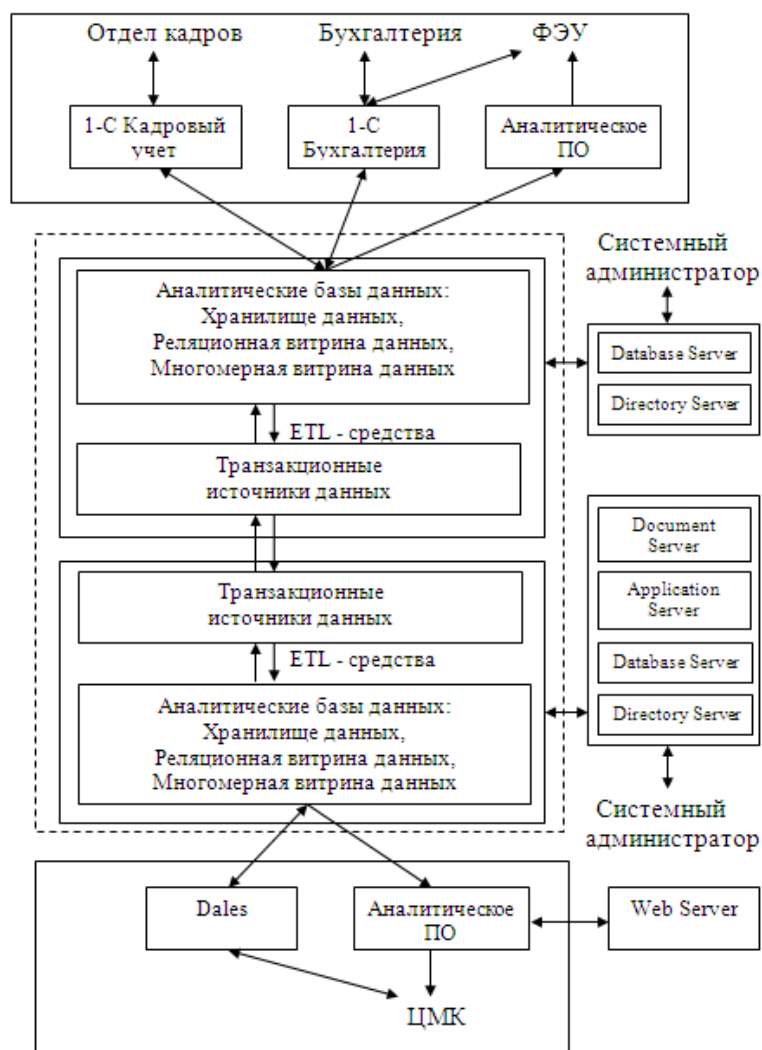 Отдел кадров
Бухгалтерия
ФЭУ
1-С Кадровый
учет
1-С
Бухгалтерия
Аналитическое
ПО
Системный
администратор
Аналитические базы данных:
Хранилище данных,
Реляционная витрина данных,
Многомерная витрина данных
Database Server
Directory Server
ETL - средства
Транзакционные
источники данных
Document
Server
Транзакционные
источники данных
Application
Server
ETL - средства
Database Server
Аналитические базы данных:
Хранилище данных,
Реляционная витрина данных,
Многомерная витрина данных
Directory Server
Системный
администратор
Dales
Аналитическое
ПО
Web Server
ЦМК